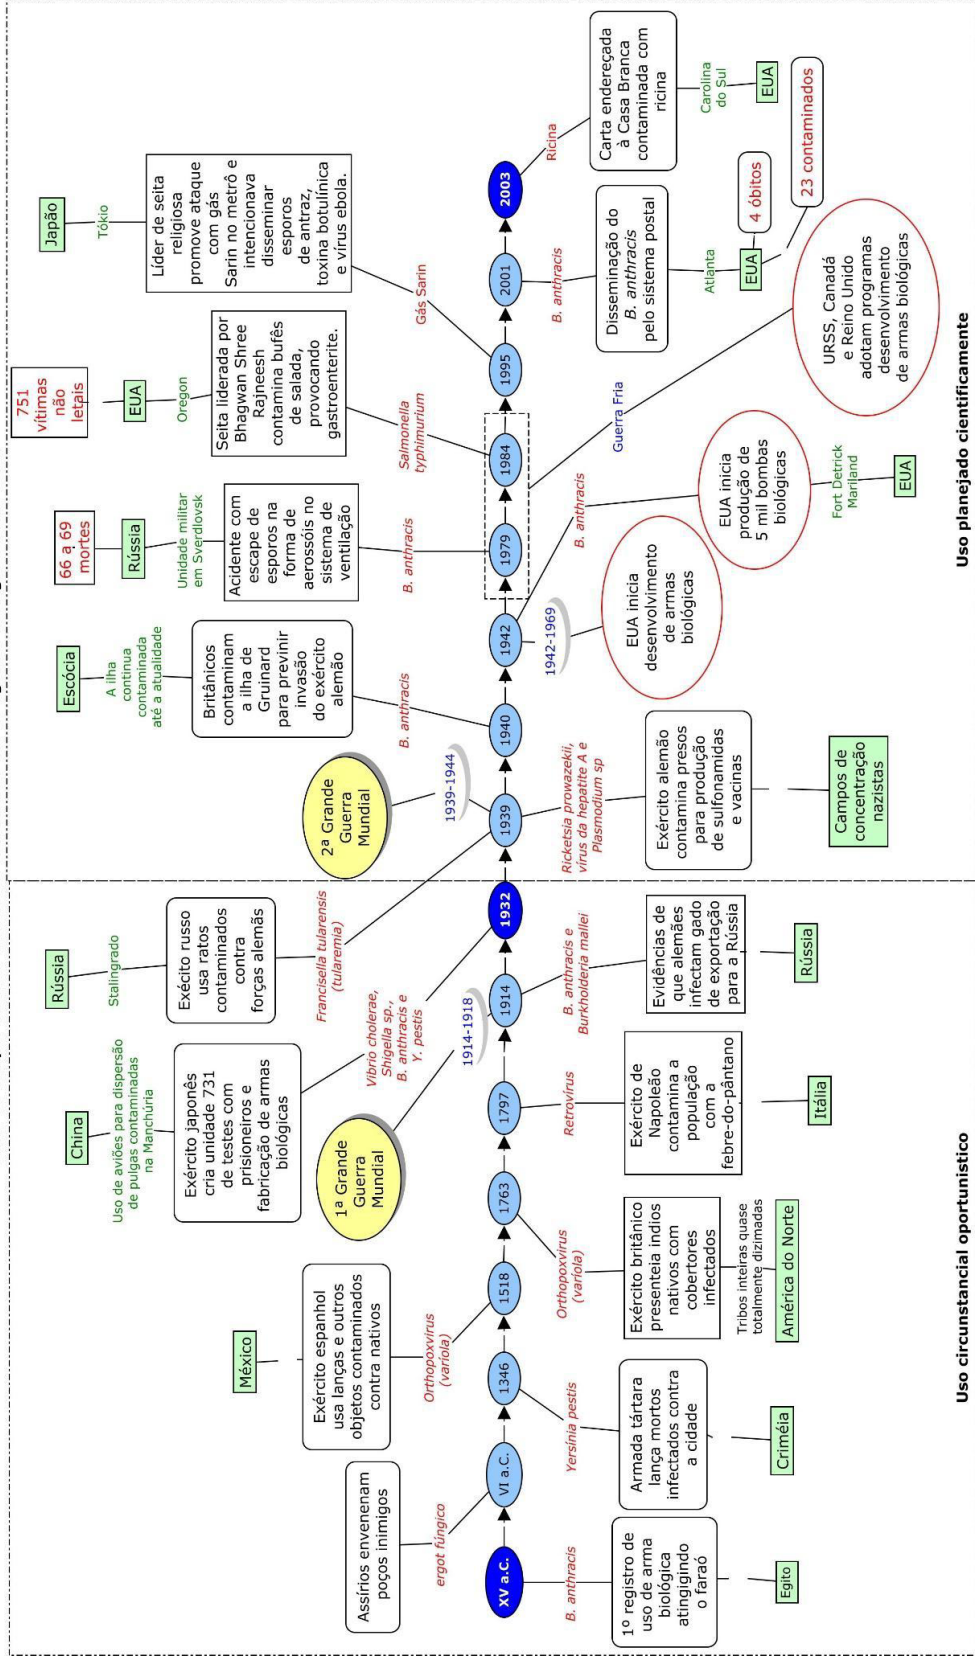 China
Uso de aviões para dispersão
de pulgas contaminadas
na Manchúria
Exército japonês
cria unidade 731
de testes com
prisioneiros e
fabricação de armas
biológicas
Vibrio cholerae,
Shigella sp.,
B. anthracis e
Y. pestis
Rússia
Stalingrado
Exécito russo
usa ratos
contaminados
contra
forças alemãs
Francisella tularensis
(tularemia)
Escócia
A ilha
continua
contaminada
até a atualidade
Britânicos
contaminam
a ilha de
Gruinard
para previnir
invasão
do exército
alemão
B. anthracis
66 a 69
mortes
Rússia
Unidade militar
em Sverdlovsk
Acidente com
escape de
esporos na
forma de
aerossóis no
sistema de
ventilação
B. anthracis
751
vítimas
não
letais
EUA
Oregon
Seita liderada por
Bhagwan Shree
Rajneesh
contamina bufês
de salada,
provocando
gastroenterite.
Salmonella
typhimurium
Japão
Tókio
Líder de seita
religiosa
promove ataque
com gás
Sarin no metrô e
intencionava
disseminar
esporos
de antraz,
toxina botulínica
e vírus ebola.
Gás Sarin
México
Exército espanhol
usa lanças e outros
objetos contaminados
contra nativos
Orthopoxvirus
(varíola)
Assírios envenenam
poços inimigos
ergot fúngico
1ª Grande
Guerra
Mundial
1914-1918
2ª Grande
Guerra
Mundial
1939-1944
XV a.C.
VI a.C.
1346
1518
1763
1797
1914
1932
1939
1940
1942
1979
1984
1995
2001
2003
B. anthracis
1º registro de
uso de arma
biológica
atingigindo
o faraó
Egito
Yersínia pestis
Armada tártara
lança mortos
infectados contra
a cidade
Criméia
Orthopoxvirus
(varíola)
Exército britânico
presenteia indios
nativos com
cobertores
infectados
Tribos inteiras quase
totalmente dizimadas
América do Norte
Retrovírus
Exército de
Napoleão
contamina a
população
com a
febre-do-pântano
Itália
B. anthracis e
Burkholderia mallei
Evidências de
que alemães
infectam gado
de exportação
para a Rússia
Rússia
Ricketsia prowazekii,
vírus da hepatite A e
Plasmodium sp
Exército alemão
contamina presos
para produção
de sulfonamidas
e vacinas
Campos de
concentração
nazistas
1942-1969
EUA inicia
desenvolvimento
de armas
biológicas
B. anthracis
EUA inicia
produção de
5 mil bombas
biológicas
Fort Detrick
Mariland
EUA
Guerra Fria
URSS, Canadá
e Reino Unido
adotam programas
desenvolvimento
de armas biológicas
B. anthracis
Disseminação do
B. anthracis
pelo sistema postal
Atlanta
EUA
4 óbitos
23 contaminados
Ricina
Carta endereçada
à Casa Branca
contaminada com
ricina
Carolina
do Sul
EUA
Uso circunstancial oportunistico
Uso planejado cientificamente